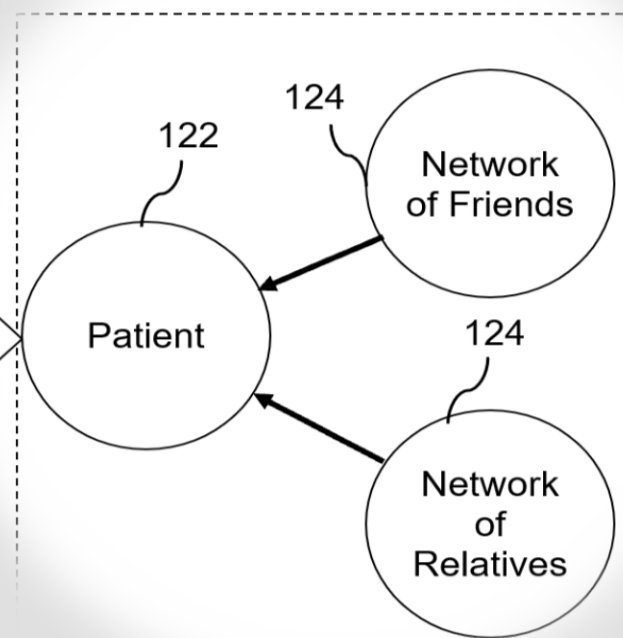 124
122
Network
of Friends
Patient
124
Network
of
Relatives